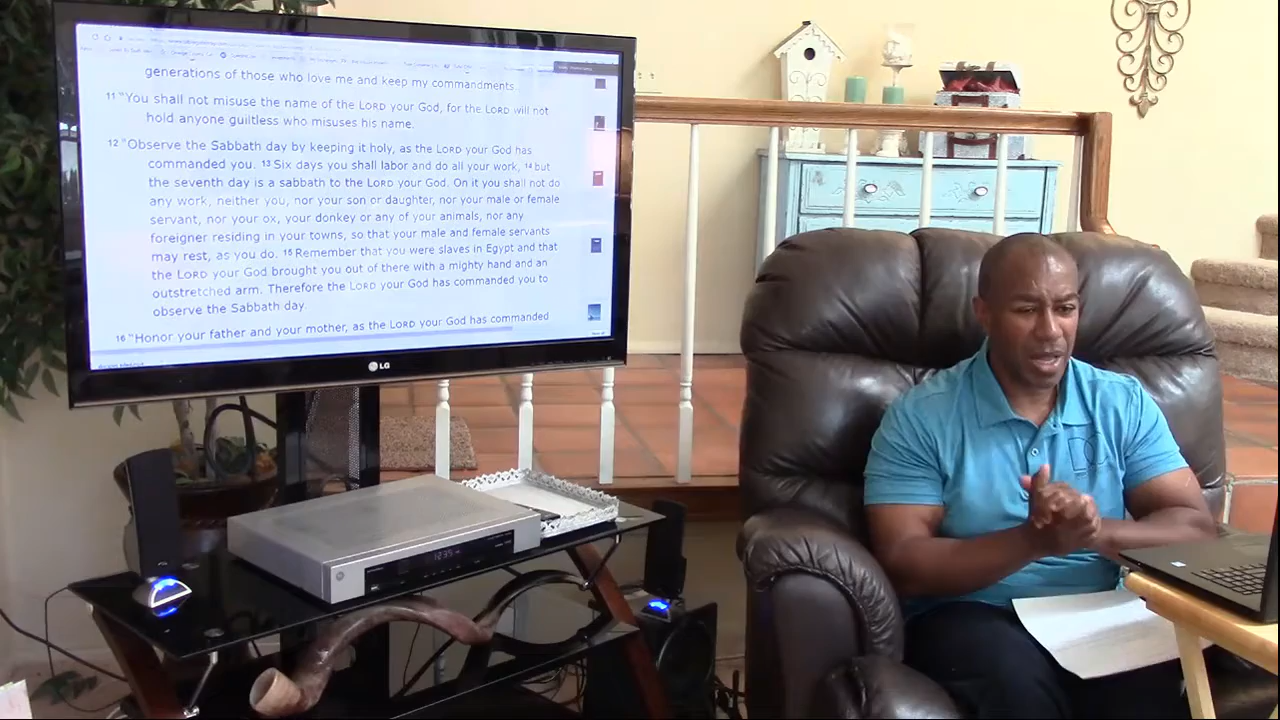 generations of those who love me and keep my commandments.
11 "You shall not misuse the name of the LORD your God, for the LORD will not
hold anyone guiltless who misuses his name.
12 "Observe the Sabbath day by keeping it holy, as the LORD your God has
commanded you. 13 Six days you shall labor and do all your work, 14 but
the seventh day is a sabbath to the LORD your God. On it you shall not do
any work, neither you, nor your son or daughter, nor your male or female
servant, nor your ox, your donkey or any of your animals, nor any
foreigner residing in your towns, so that your male and female servants
may rest, as you do. 15 Remember that you were slaves in Egypt and that
the LORD your God brought you out of there with a mighty hand and an
outstretched arm. Therefore the LORD your God has commanded you to
observe the Sabbath day.
16 "Honor your father and your mother, as the LORD your God has commanded
LG